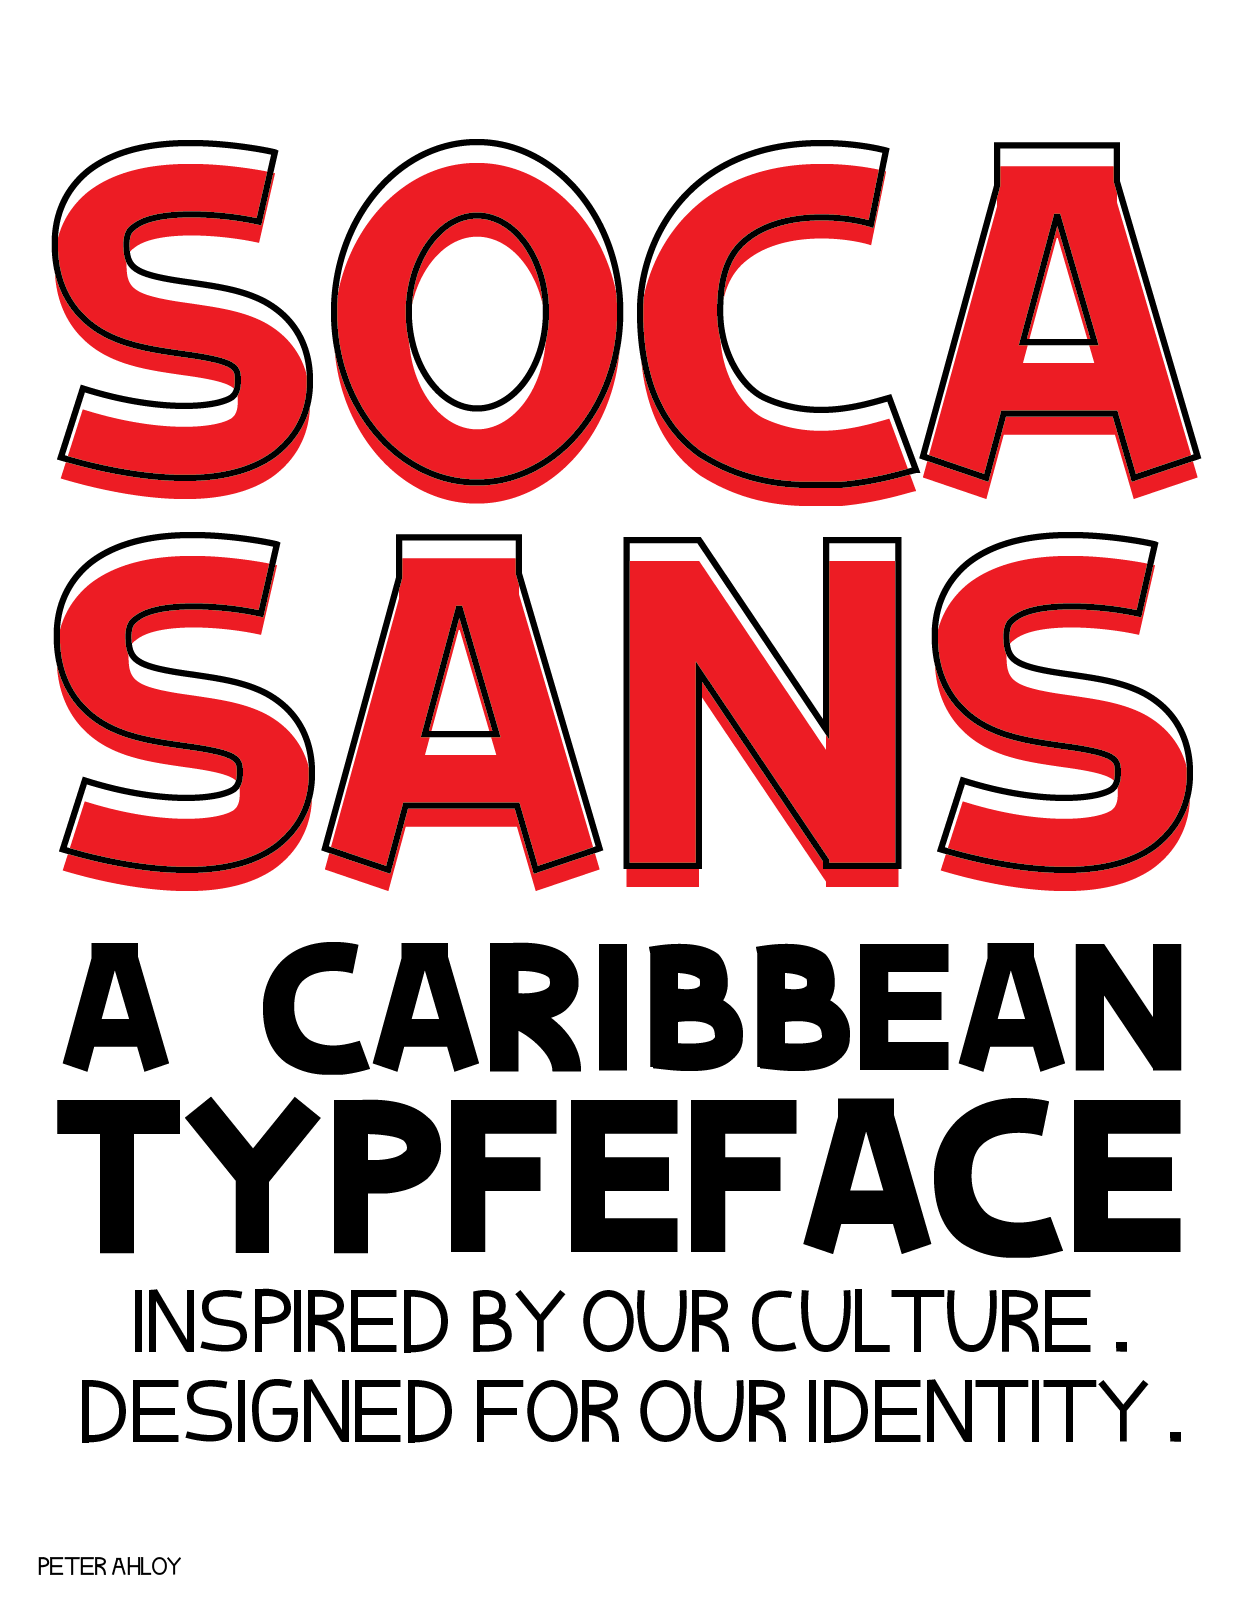 SOCA
SANS
A CARIBBEAN
TYPFEFACE
INSPIRED BY OUR CULTURE .
DESIGNED FOR OUR IDENTITY .
PETER AHLOY